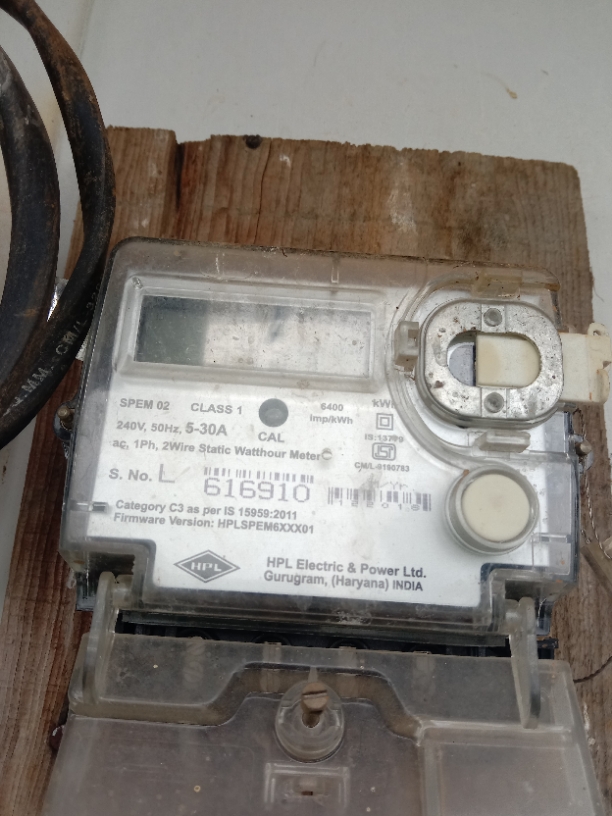 SPEM 02 CLASS 1 6400 imp/kWh
240V, 50Hz, 5-30A CAL
IS:13779
ac, 1Ph, 2Wire Static Watthour Meter
S. No. L 616910
Category C3 as per IS 15959:2011
Firmware Version: HPLSPEM6XXX01
HPL
HPL Electric & Power Ltd.
Gurugram, (Haryana) INDIA